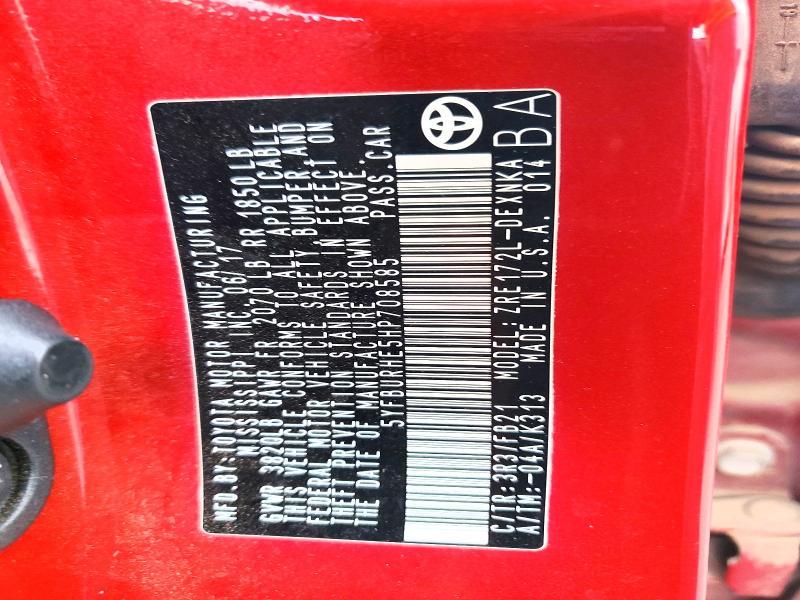 MFD.BY:TOYOTA MOTOR MANUFACTURING
MISSISSIPPI INC. 06/17
GVWR 3820LB GAWR FR 2070 LB RR 1850LB
THIS VEHICLE CONFORMS TO ALL APPLICABLE
FEDERAL MOTOR VEHICLE SAFETY, BUMPER, AND
THEFT PREVENTION STANDARDS IN EFFECT ON
THE DATE OF MANUFACTURE SHOWN ABOVE.
5YFBURHE5HP708585 PASS.CAR
C/TR:3R3/FB21 MODEL:ZRE172L-DEXNKA
A/TM:-04A/K313 MADE IN U.S.A. 014
BA